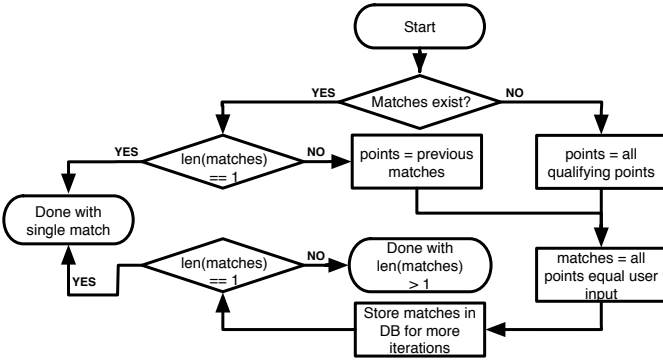 Start
YES
Matches exist?
NO
YES
len(matches)
== 1
NO
points = previous
matches
points = all
qualifying points
Done with
single match
YES
len(matches)
== 1
NO
Done with
len(matches)
> 1
matches = all
points equal user
input
Store matches in
DB for more
iterations